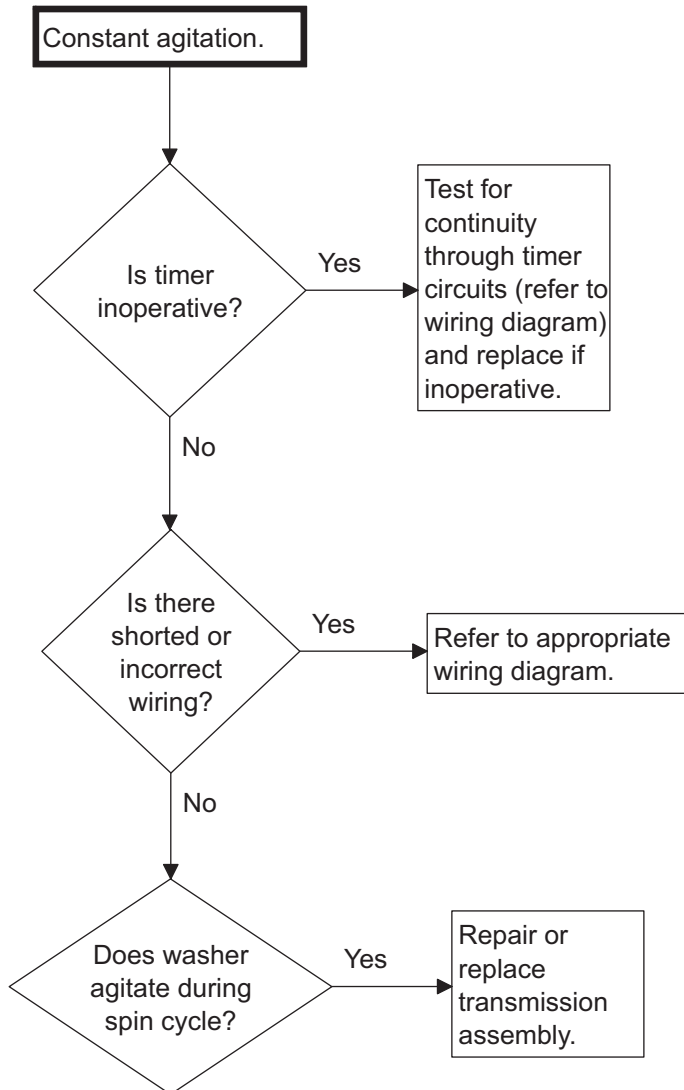 Constant agitation.
Is timer
inoperative?
Yes
Test for
continuity
through timer
circuits (refer to
wiring diagram)
and replace if
inoperative.
No
Is there
shorted or
incorrect
wiring?
Yes
Refer to appropriate
wiring diagram.
No
Does washer
agitate during
spin cycle?
Yes
Repair or
replace
transmission
assembly.